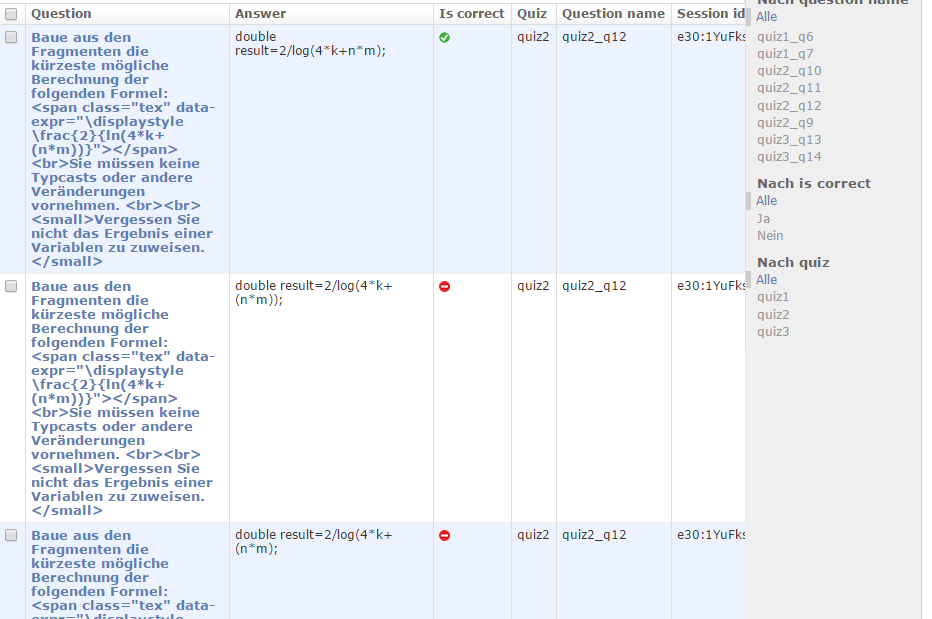 Question Answer Is correct Quiz Question name Session id
Baue aus den
Fragmenten die
kürzeste mögliche
Berechnung der
folgenden Formel:
<span class="tex" data-
expr="\displaystyle
\frac{2}{ln(4*k+
(n*m))}"></span>
<br>Sie müssen keine
Typcasts oder andere
Veränderungen
vornehmen. <br><br>
<small>Vergessen Sie
nicht das Ergebnis einer
Variablen zu zuweisen.
</small>
double
result=2/log(4*k+n*m);
quiz2
quiz2_q12
e30:1YuFks
Baue aus den
Fragmenten die
kürzeste mögliche
Berechnung der
folgenden Formel:
<span class="tex" data-
expr="\displaystyle
\frac{2}{ln(4*k+
(n*m))}"></span>
<br>Sie müssen keine
Typcasts oder andere
Veränderungen
vornehmen. <br><br>
<small>Vergessen Sie
nicht das Ergebnis einer
Variablen zu zuweisen.
</small>
double result=2/log(4*k+
(n*m));
quiz2
quiz2_q12
e30:1YuFks
Baue aus den
Fragmenten die
kürzeste mögliche
Berechnung der
folgenden Formel:
<span class="tex" data-
expr="\displaystyle
double result=2/log(4*k+
(n*m);
quiz2
quiz2_q12
e30:1YuFks
Nach question name
Alle
quiz1_q6
quiz1_q7
quiz2_q10
quiz2_q11
quiz2_q12
quiz2_q9
quiz3_q13
quiz3_q14
Nach is correct
Alle
Ja
Nein
Nach quiz
Alle
quiz1
quiz2
quiz3